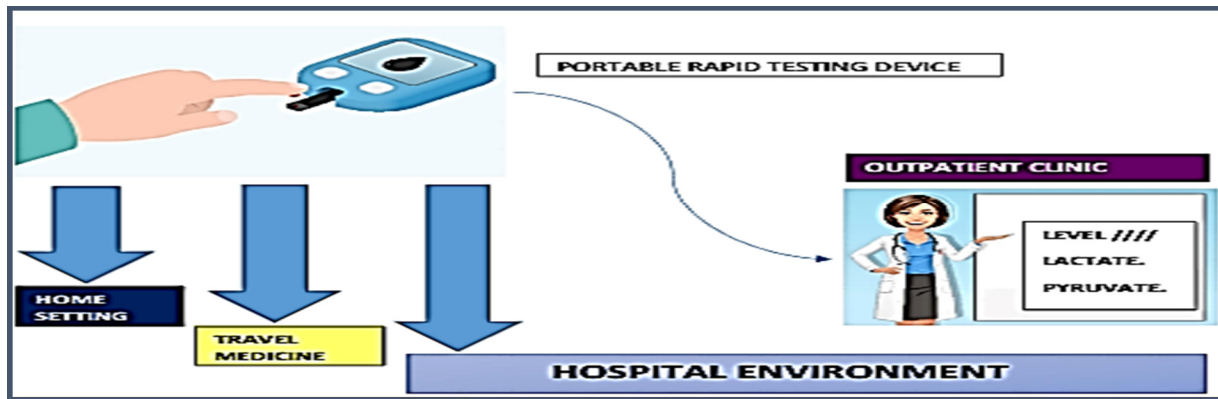 PORTABLE RAPID TESTING DEVICE
OUTPATIENT CLINIC
LEVEL ////
LACTATE.
PYRUVATE.
HOME
SETTING
TRAVEL
MEDICINE
HOSPITAL ENVIRONMENT